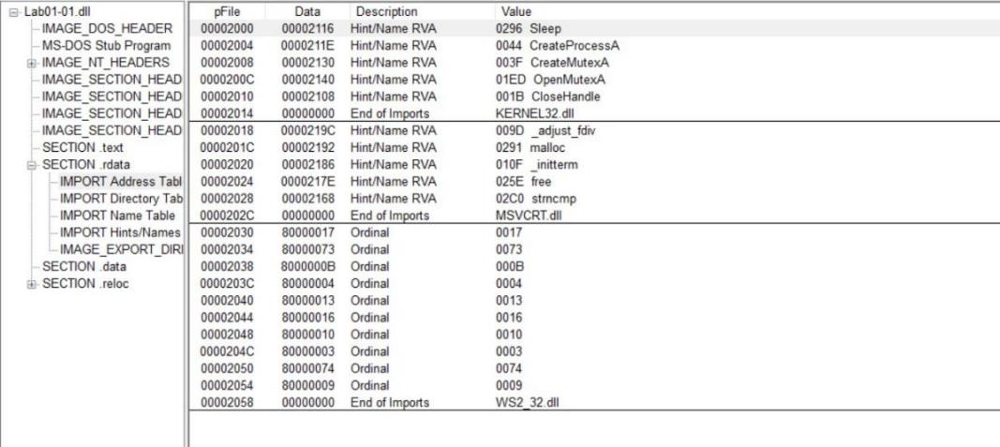 Lab01-01.dll
IMAGE_DOS_HEADER
MS-DOS Stub Program
IMAGE_NT_HEADERS
IMAGE_SECTION_HEAD
IMAGE_SECTION_HEAD
IMAGE_SECTION_HEAD
IMAGE_SECTION_HEAD
SECTION .text
SECTION .rdata
IMPORT Address Tabl
IMPORT Directory Tab
IMPORT Name Table
IMPORT Hints/Names
IMAGE_EXPORT_DIRI
SECTION .data
SECTION .reloc
pFile Data Description Value
00002000 00002116 Hint/Name RVA 0296 Sleep
00002004 0000211E Hint/Name RVA 0044 CreateProcessA
00002008 00002130 Hint/Name RVA 003F CreateMutexA
0000200C 00002140 Hint/Name RVA 01ED OpenMutexA
00002010 00002108 Hint/Name RVA 001B CloseHandle
00002014 00000000 End of Imports KERNEL32.dll
00002018 0000219C Hint/Name RVA 009D _adjust_fdiv
0000201C 00002192 Hint/Name RVA 0291 malloc
00002020 00002186 Hint/Name RVA 010F _initterm
00002024 0000217E Hint/Name RVA 025E free
00002028 00002168 Hint/Name RVA 02C0 strncmp
0000202C 00000000 End of Imports MSVCRT.dll
00002030 80000017 Ordinal 0017
00002034 80000073 Ordinal 0073
00002038 8000000B Ordinal 000B
0000203C 80000004 Ordinal 0004
00002040 80000013 Ordinal 0013
00002044 80000016 Ordinal 0016
00002048 80000010 Ordinal 0010
0000204C 80000003 Ordinal 0003
00002050 80000074 Ordinal 0074
00002054 80000009 Ordinal 0009
00002058 00000000 End of Imports WS2_32.dll